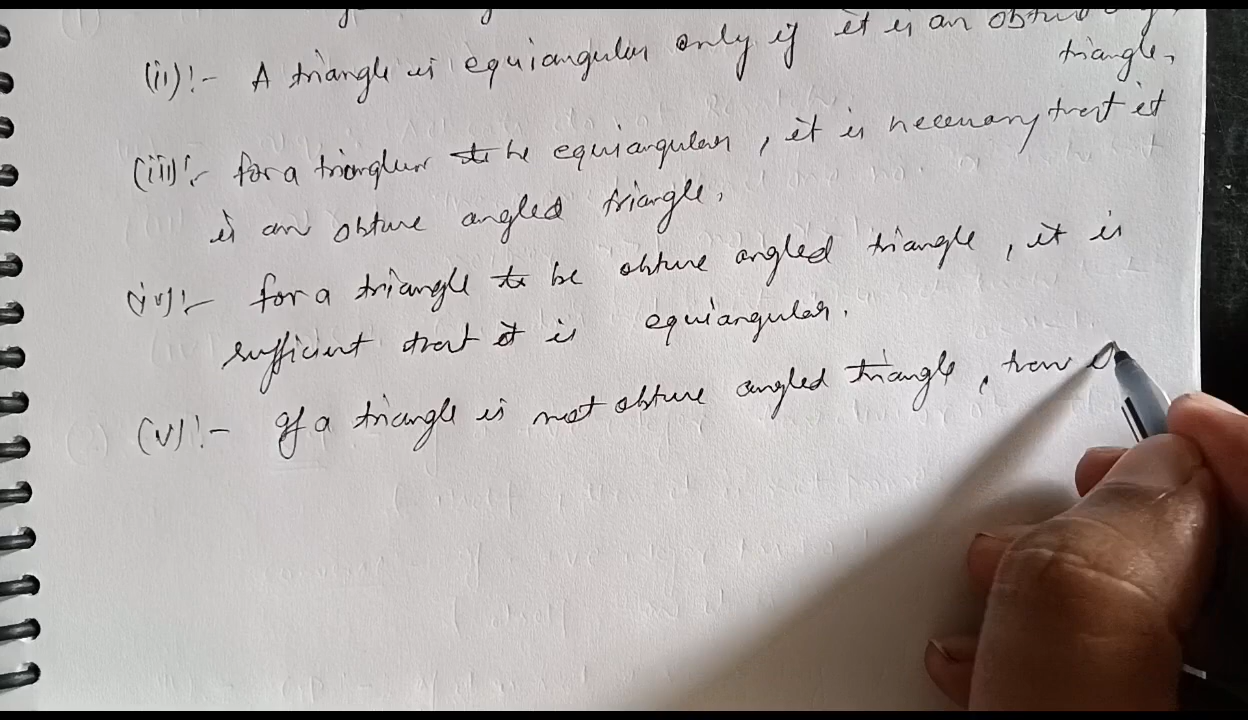 (ii) :- A triangle is equiangular only if it is an
triangle.
(iii) :- for a triangle to be equiangular, it is necessary that it
is an obtuse angled triangle.
(iv) :- for a triangle to be obtuse angled triangle, it is
sufficient that it is equiangular.
(v) :- If a triangle is not obtuse angled triangle, then